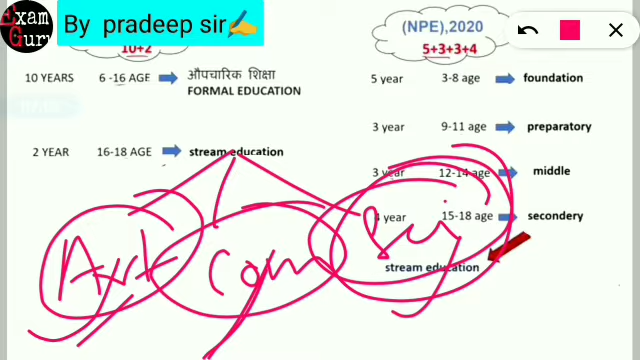 Exam Guru
By pradeep sir✍
10+2
10 YEARS 6 -16 AGE औपचारिक शिक्षा
FORMAL EDUCATION
2 YEAR 16-18 AGE stream education
Art Com Sci
(NPE),2020
5+3+3+4
5 year 3-8 age foundation
3 year 9-11 age preparatory
3 year 12-14 age middle
4 year 15-18 age secondery
stream education